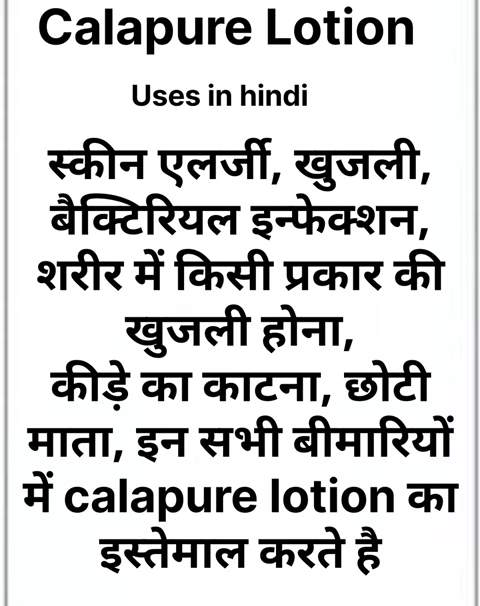 Calapure Lotion
Uses in hindi
स्कीन एलर्जी, खुजली,
बैक्टिरियल इन्फेक्शन,
शरीर में किसी प्रकार की
खुजली होना,
कीड़े का काटना, छोटी
माता, इन सभी बीमारियों
में calapure lotion का
इस्तेमाल करते है